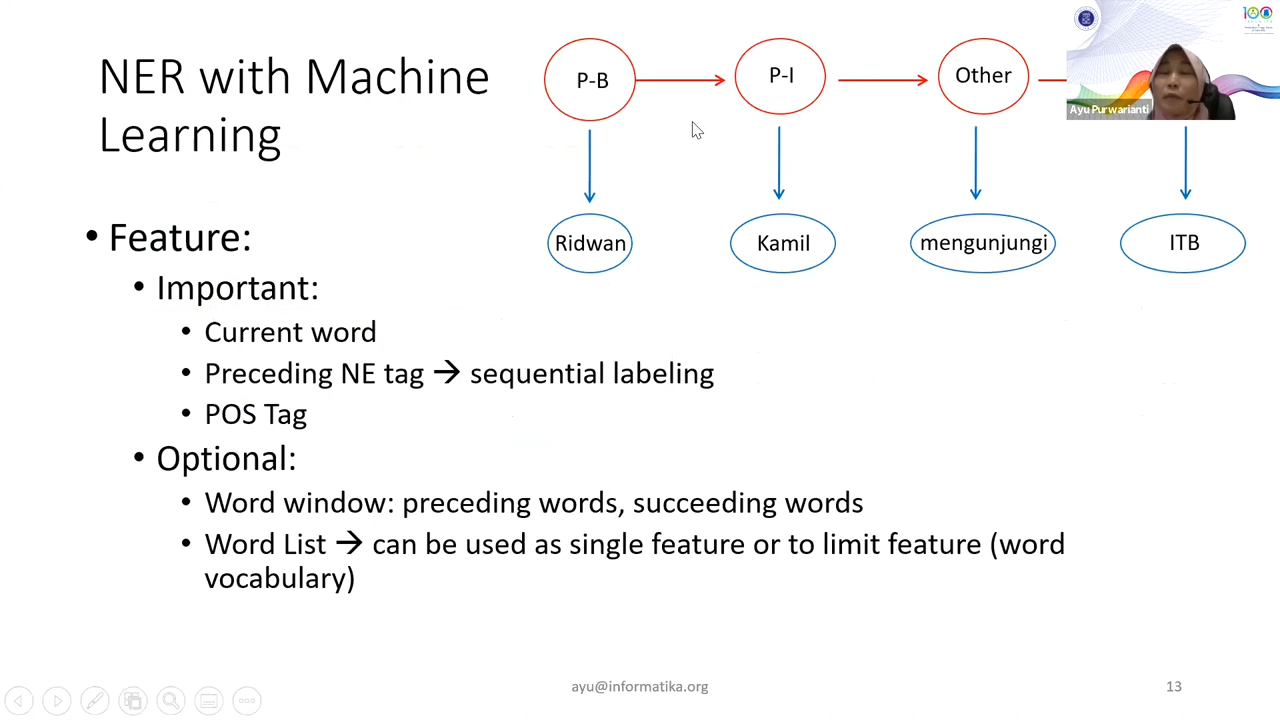 NER with Machine
Learning
P-B
P-I
Other
Ayu Purwarianti
Ridwan
Kamil
mengunjungi
ITB
• Feature:
• Important:
• Current word
• Preceding NE tag → sequential labeling
• POS Tag
• Optional:
• Word window: preceding words, succeeding words
• Word List → can be used as single feature or to limit feature (word
vocabulary)
ayu@informatika.org
13